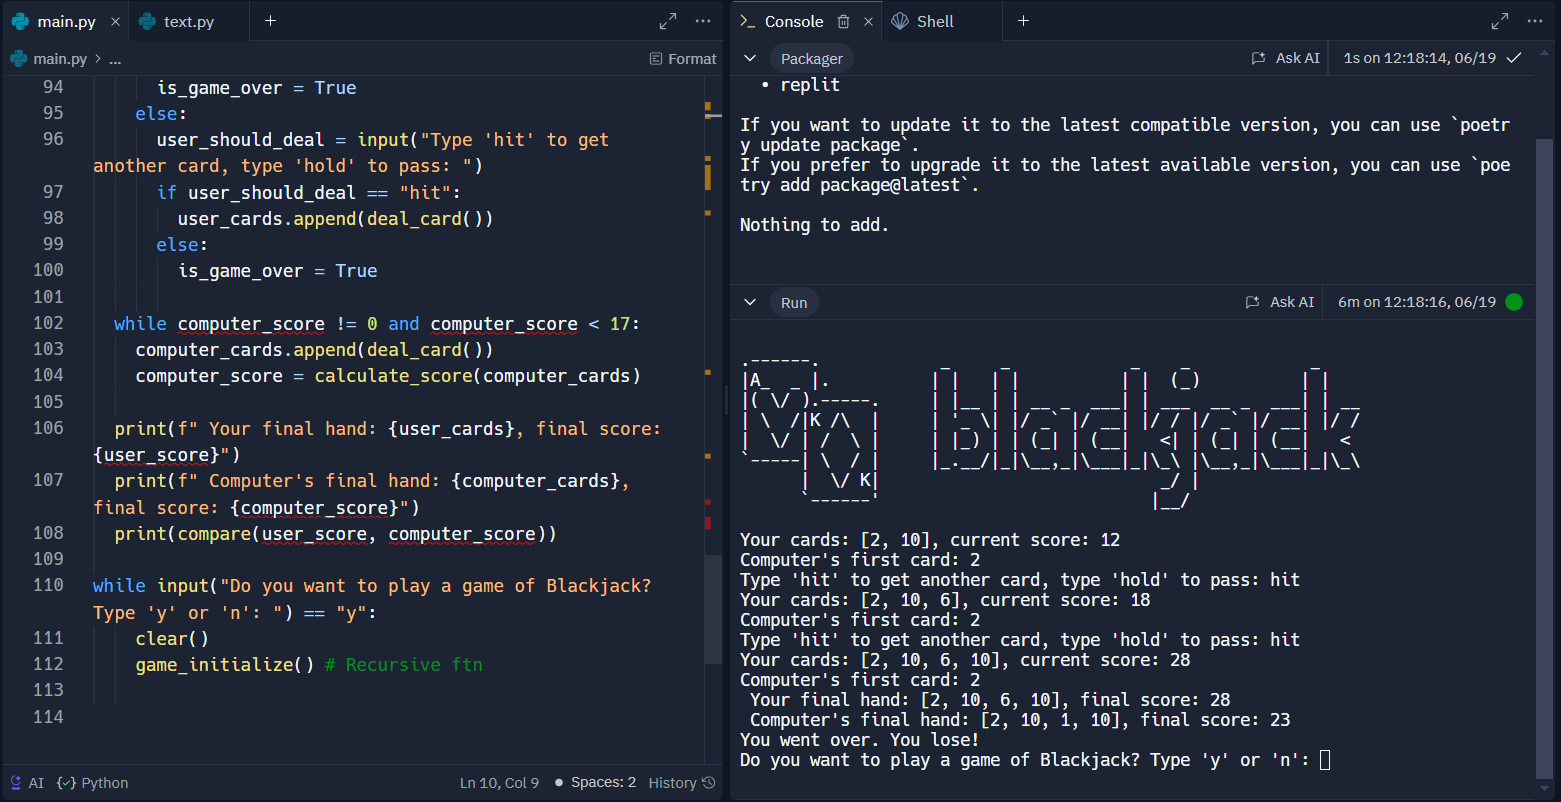 main.py × text.py +
main.py > ...
Format
94 is_game_over = True
95 else:
96 user_should_deal = input("Type 'hit' to get
another card, type 'hold' to pass: ")
97 if user_should_deal == "hit":
98 user_cards.append(deal_card())
99 else:
100 is_game_over = True
101
102 while computer_score != 0 and computer_score < 17:
103 computer_cards.append(deal_card())
104 computer_score = calculate_score(computer_cards)
105
106 print(f" Your final hand: {user_cards}, final score:
{user_score}")
107 print(f" Computer's final hand: {computer_cards},
final score: {computer_score}")
108 print(compare(user_score, computer_score))
109
110 while input("Do you want to play a game of Blackjack?
Type 'y' or 'n': ") == "y":
111 clear()
112 game_initialize() # Recursive ftn
113
114
AI {} Python Ln 10, Col 9 ● Spaces: 2 History
>_ Console × Shell +
Packager Ask AI 1s on 12:18:14, 06/19
• replit
If you want to update it to the latest compatible version, you can use `poetr
y update package`.
If you prefer to upgrade it to the latest available version, you can use `poe
try add package@latest`.
Nothing to add.
Run Ask AI 6m on 12:18:16, 06/19
A K K blackjack
Your cards: [2, 10], current score: 12
Computer's first card: 2
Type 'hit' to get another card, type 'hold' to pass: hit
Your cards: [2, 10, 6], current score: 18
Computer's first card: 2
Type 'hit' to get another card, type 'hold' to pass: hit
Your cards: [2, 10, 6, 10], current score: 28
Computer's first card: 2
Your final hand: [2, 10, 6, 10], final score: 28
Computer's final hand: [2, 10, 1, 10], final score: 23
You went over. You lose!
Do you want to play a game of Blackjack? Type 'y' or 'n':